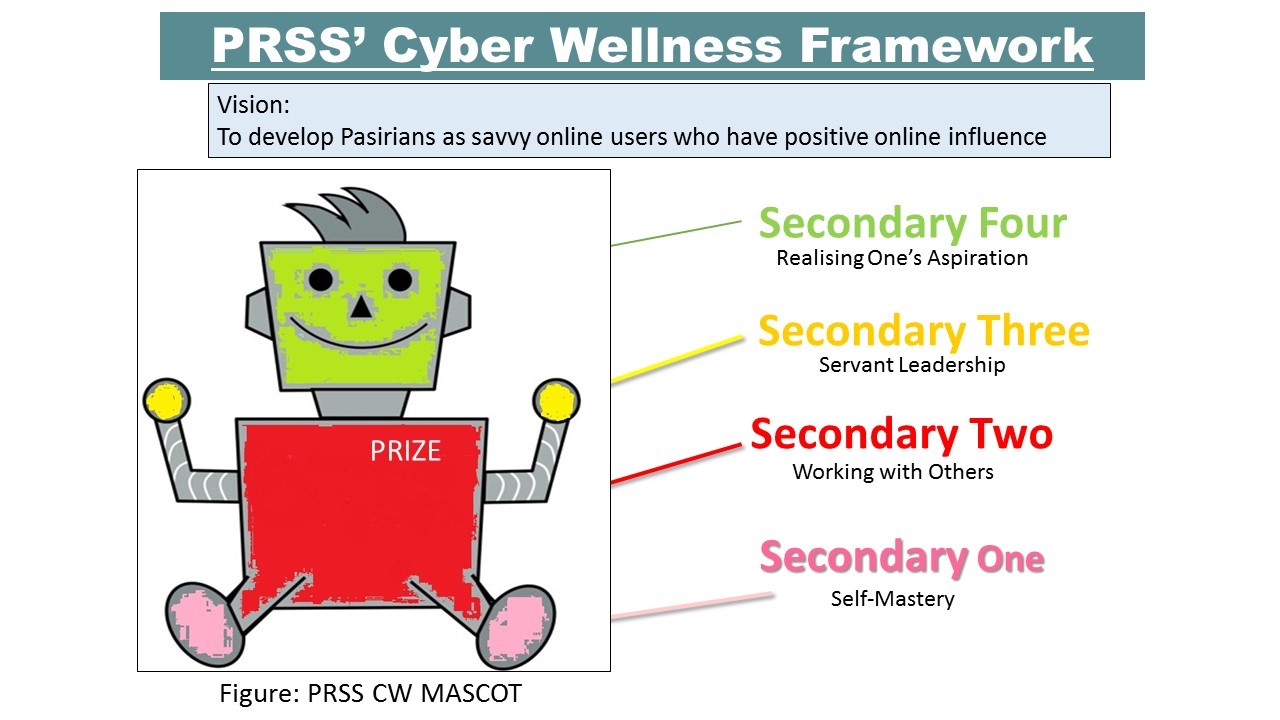 PRSS’ Cyber Wellness Framework
Vision:
To develop Pasirians as savvy online users who have positive online influence
PRIZE
Secondary Four
Realising One’s Aspiration
Secondary Three
Servant Leadership
Secondary Two
Working with Others
Secondary One
Self-Mastery
Figure: PRSS CW MASCOT